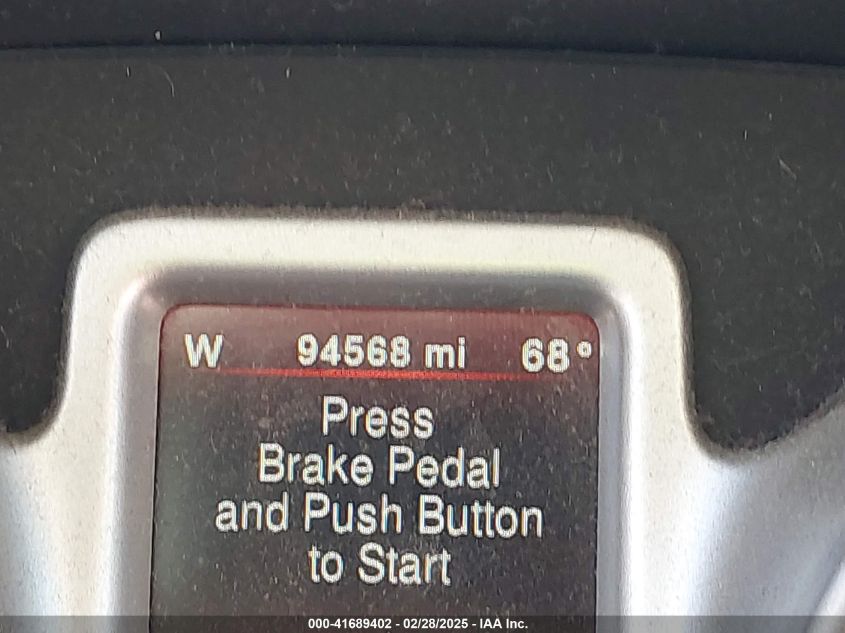 W 94568 mi 68°
Press
Brake Pedal
and Push Button
to Start
000-41689402 - 02/28/2025 - IAA Inc.